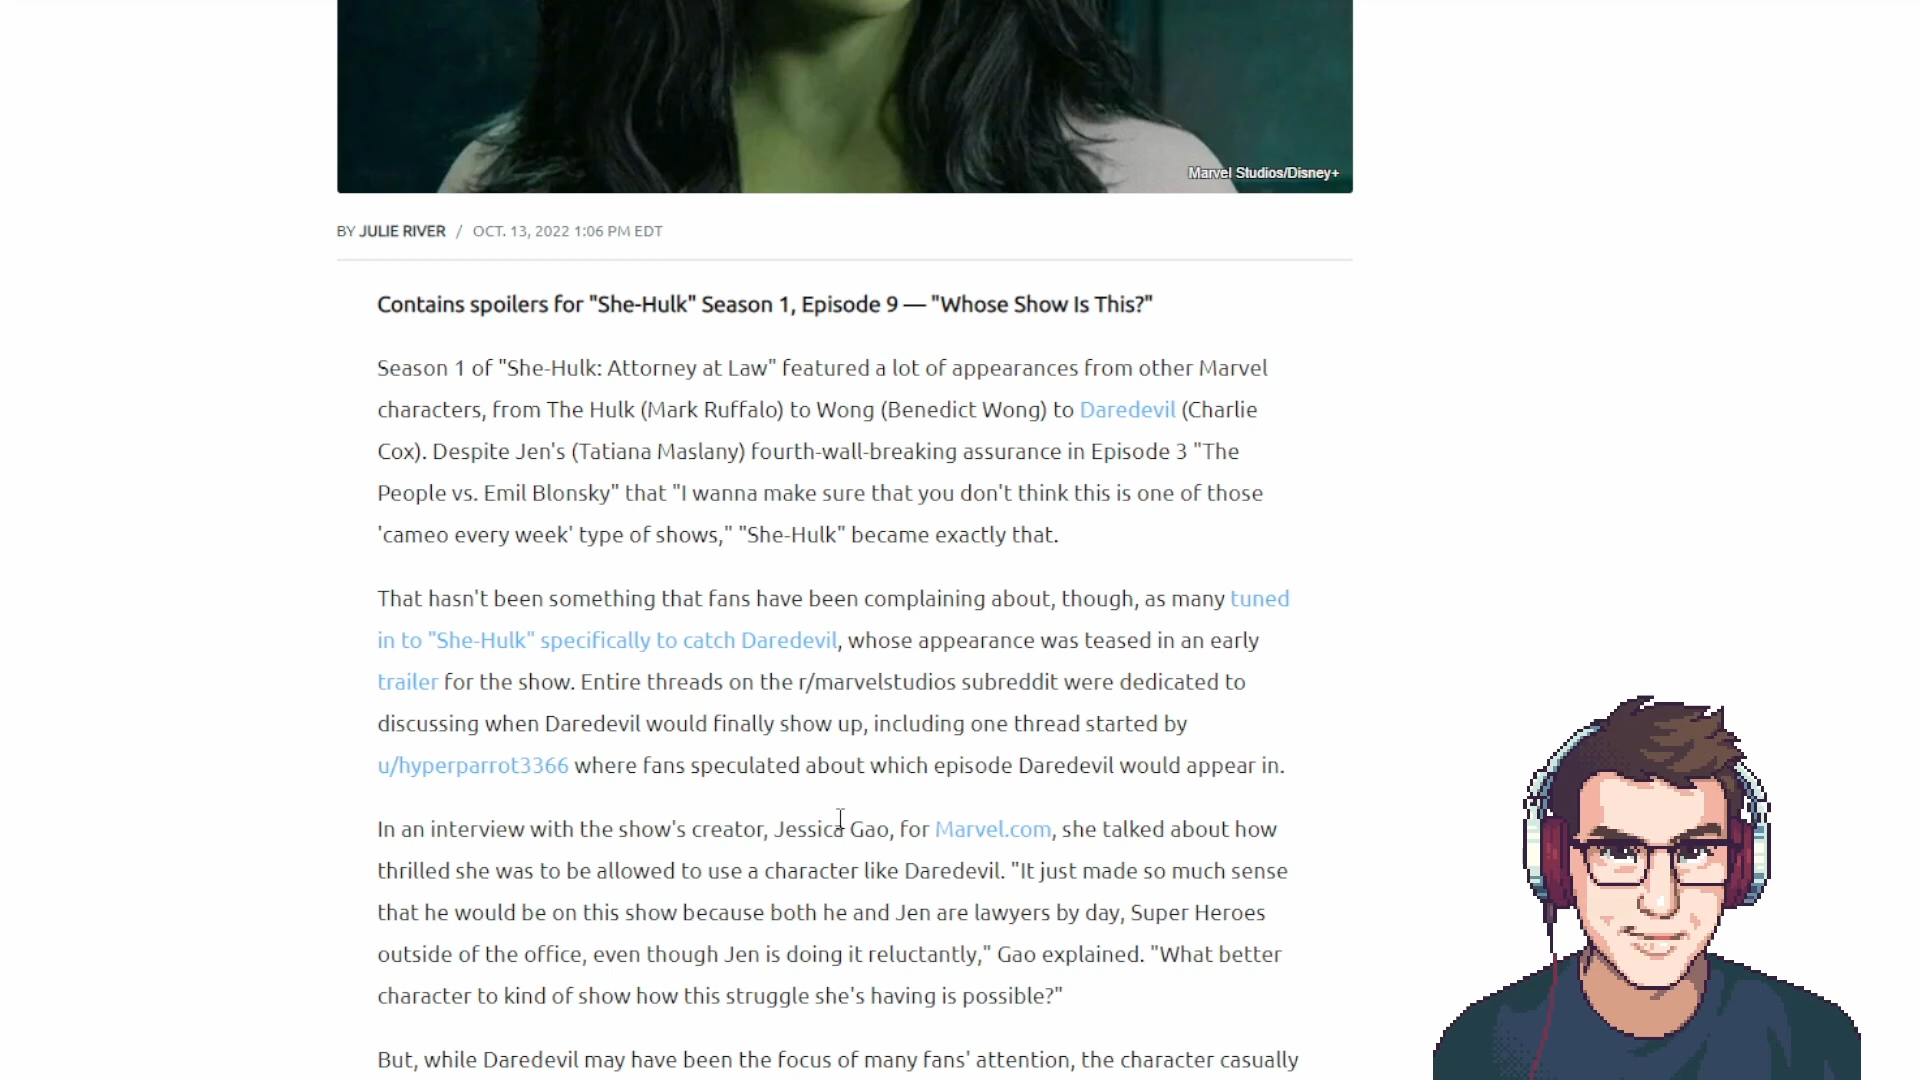 Marvel Studios/Disney+
BY JULIE RIVER / OCT. 13, 2022 1:06 PM EDT
Contains spoilers for "She-Hulk" Season 1, Episode 9 — "Whose Show Is This?"
Season 1 of "She-Hulk: Attorney at Law" featured a lot of appearances from other Marvel
characters, from The Hulk (Mark Ruffalo) to Wong (Benedict Wong) to Daredevil (Charlie
Cox). Despite Jen's (Tatiana Maslany) fourth-wall-breaking assurance in Episode 3 "The
People vs. Emil Blonsky" that "I wanna make sure that you don't think this is one of those
'cameo every week' type of shows," "She-Hulk" became exactly that.
That hasn't been something that fans have been complaining about, though, as many tuned
in to "She-Hulk" specifically to catch Daredevil, whose appearance was teased in an early
trailer for the show. Entire threads on the r/marvelstudios subreddit were dedicated to
discussing when Daredevil would finally show up, including one thread started by
u/hyperparrot3366 where fans speculated about which episode Daredevil would appear in.
In an interview with the show's creator, Jessica Gao, for Marvel.com, she talked about how
thrilled she was to be allowed to use a character like Daredevil. "It just made so much sense
that he would be on this show because both he and Jen are lawyers by day, Super Heroes
outside of the office, even though Jen is doing it reluctantly," Gao explained. "What better
character to kind of show how this struggle she's having is possible?"
But, while Daredevil may have been the focus of many fans' attention, the character casually